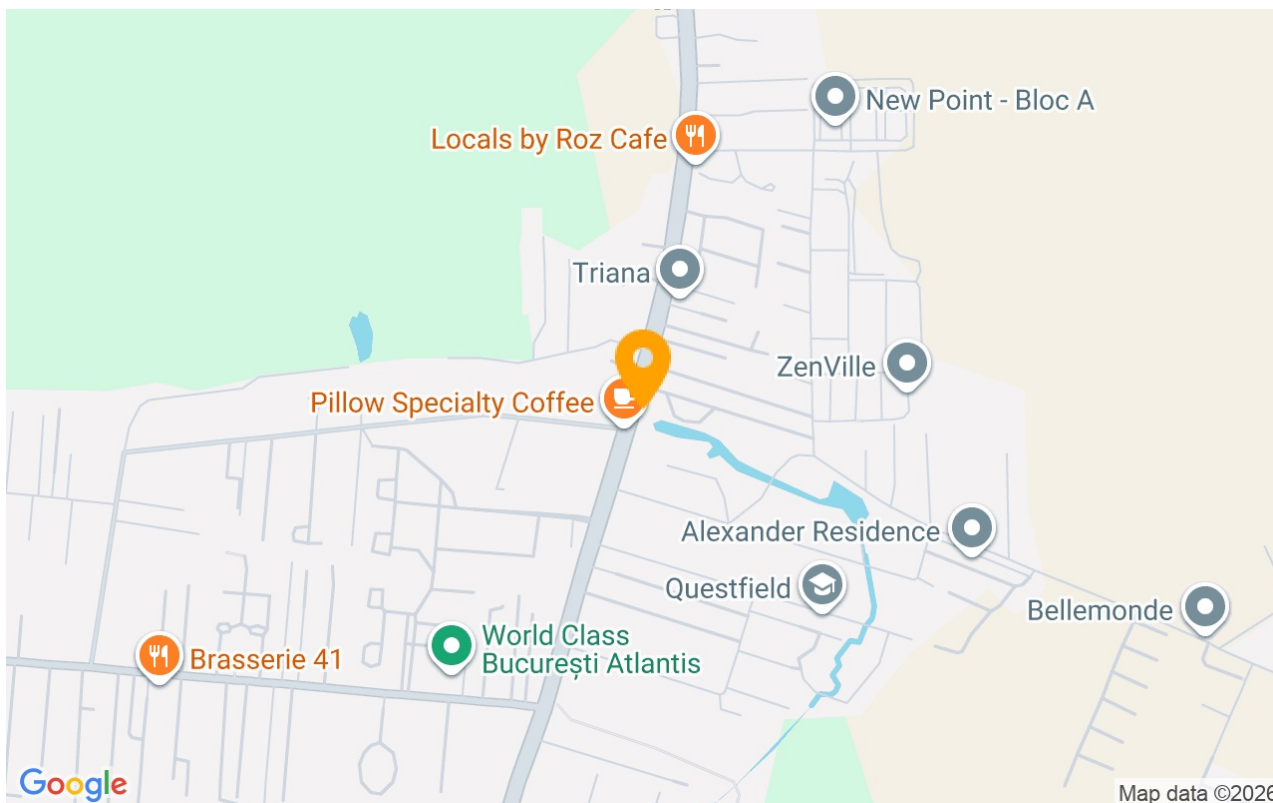 New Point - Bloc A
Locals by Roz Cafe
Triana
ZenVille
Pillow Specialty Coffee
Alexander Residence
Questfield
Bellemonde
World Class
București Atlantis
Brasserie 41
Google
Map data ©2026